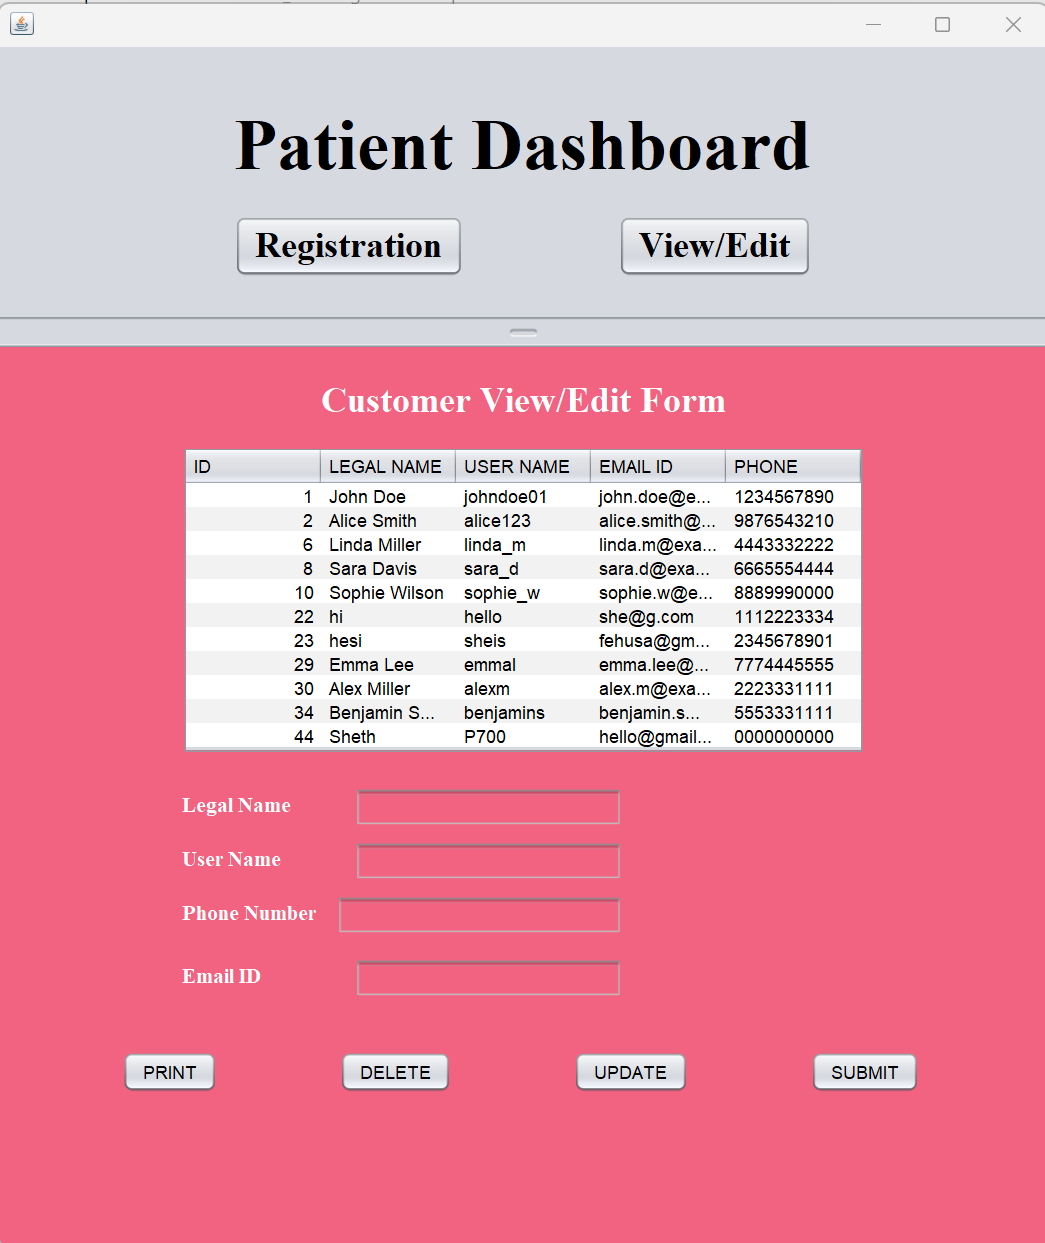 Patient Dashboard
Registration View/Edit
Customer View/Edit Form
ID LEGAL NAME USER NAME EMAIL ID PHONE
1 John Doe johndoe01 john.doe@e... 1234567890
2 Alice Smith alice123 alice.smith@... 9876543210
6 Linda Miller linda_m linda.m@exa... 4443332222
8 Sara Davis sara_d sara.d@exa... 6665554444
10 Sophie Wilson sophie_w sophie.w@e... 8889990000
22 hi hello she@g.com 1112223334
23 hesi sheis fehusa@gm... 2345678901
29 Emma Lee emmal emma.lee@... 7774445555
30 Alex Miller alexm alex.m@exa... 2223331111
34 Benjamin S... benjamins benjamin.s... 5553331111
44 Sheth P700 hello@gmail... 0000000000
Legal Name
User Name
Phone Number
Email ID
PRINT DELETE UPDATE SUBMIT